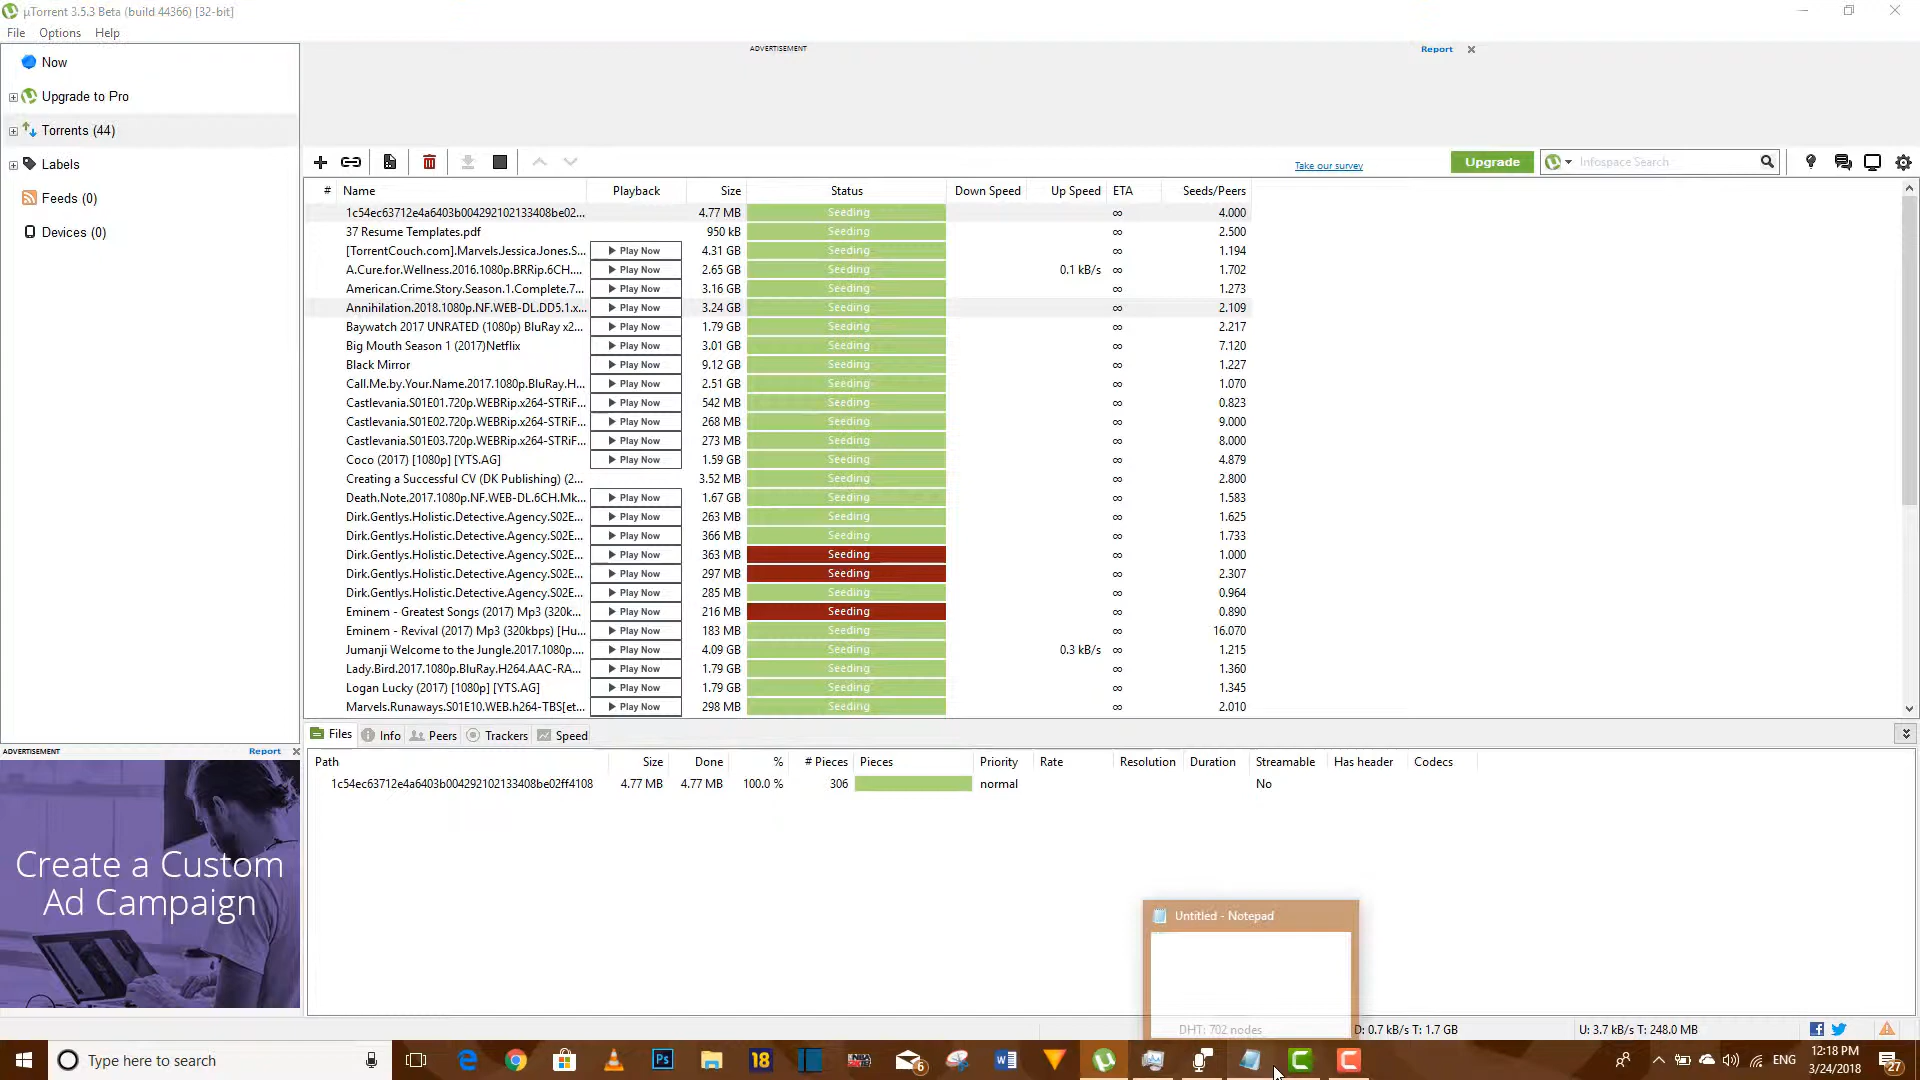 µTorrent 3.5.3 Beta (build 44366) [32-bit]
File Options Help
Now
Upgrade to Pro
Torrents (44)
Labels
Feeds (0)
Devices (0)
ADVERTISEMENT Report
Take our survey Upgrade Infospace Search
# Name Playback Size Status Down Speed Up Speed ETA Seeds/Peers
1c54ec63712e4a6403b004292102133408be02... 4.77 MB Seeding ∞ 4.000
37 Resume Templates.pdf 950 kB Seeding ∞ 2.500
[TorrentCouch.com].Marvels.Jessica.Jones.S... Play Now 4.31 GB Seeding ∞ 1.194
A.Cure.for.Wellness.2016.1080p.BRRip.6CH.... Play Now 2.65 GB Seeding 0.1 kB/s ∞ 1.702
American.Crime.Story.Season.1.Complete.7... Play Now 3.16 GB Seeding ∞ 1.273
Annihilation.2018.1080p.NF.WEB-DL.DD5.1.x... Play Now 3.24 GB Seeding ∞ 2.109
Baywatch 2017 UNRATED (1080p) BluRay x2... Play Now 1.79 GB Seeding ∞ 2.217
Big Mouth Season 1 (2017)Netflix Play Now 3.01 GB Seeding ∞ 7.120
Black Mirror Play Now 9.12 GB Seeding ∞ 1.227
Call.Me.by.Your.Name.2017.1080p.BluRay.H... Play Now 2.51 GB Seeding ∞ 1.070
Castlevania.S01E01.720p.WEBRip.x264-STRiF... Play Now 542 MB Seeding ∞ 0.823
Castlevania.S01E02.720p.WEBRip.x264-STRiF... Play Now 268 MB Seeding ∞ 9.000
Castlevania.S01E03.720p.WEBRip.x264-STRiF... Play Now 273 MB Seeding ∞ 8.000
Coco (2017) [1080p] [YTS.AG] Play Now 1.59 GB Seeding ∞ 4.879
Creating a Successful CV (DK Publishing) (2... 3.52 MB Seeding ∞ 2.800
Death.Note.2017.1080p.NF.WEB-DL.6CH.Mk... Play Now 1.67 GB Seeding ∞ 1.583
Dirk.Gentlys.Holistic.Detective.Agency.S02E... Play Now 263 MB Seeding ∞ 1.625
Dirk.Gentlys.Holistic.Detective.Agency.S02E... Play Now 366 MB Seeding ∞ 1.733
Dirk.Gentlys.Holistic.Detective.Agency.S02E... Play Now 363 MB Seeding ∞ 1.000
Dirk.Gentlys.Holistic.Detective.Agency.S02E... Play Now 297 MB Seeding ∞ 2.307
Dirk.Gentlys.Holistic.Detective.Agency.S02E... Play Now 285 MB Seeding ∞ 0.964
Eminem - Greatest Songs (2017) Mp3 (320k... Play Now 216 MB Seeding ∞ 0.890
Eminem - Revival (2017) Mp3 (320kbps) [Hu... Play Now 183 MB Seeding ∞ 16.070
Jumanji Welcome to the Jungle.2017.1080p.... Play Now 4.09 GB Seeding 0.3 kB/s ∞ 1.215
Lady.Bird.2017.1080p.BluRay.H264.AAC-RA... Play Now 1.79 GB Seeding ∞ 1.360
Logan Lucky (2017) [1080p] [YTS.AG] Play Now 1.79 GB Seeding ∞ 1.345
Marvels.Runaways.S01E10.WEB.h264-TBS[et... Play Now 298 MB Seeding ∞ 2.010
Files Info Peers Trackers Speed
Path Size Done % # Pieces Pieces Priority Rate Resolution Duration Streamable Has header Codecs
1c54ec63712e4a6403b004292102133408be02ff4108 4.77 MB 4.77 MB 100.0 % 306 normal No
ADVERTISEMENT Report
Create a Custom
Ad Campaign
Untitled - Notepad
DHT: 702 nodes D: 0.7 kB/s T: 1.7 GB U: 3.7 kB/s T: 248.0 MB
Type here to search Ps 18 6 ENG 12:18 PM
3/24/2018 27